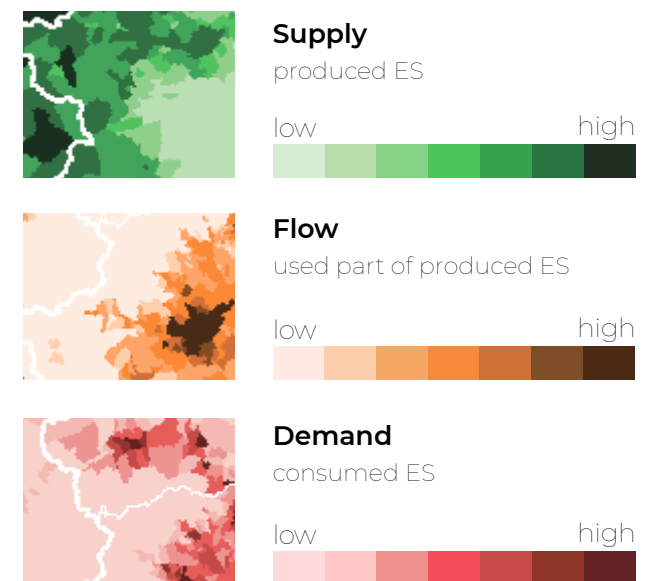 Supply
produced ES
low high
Flow
used part of produced ES
low high
Demand
consumed ES
low high